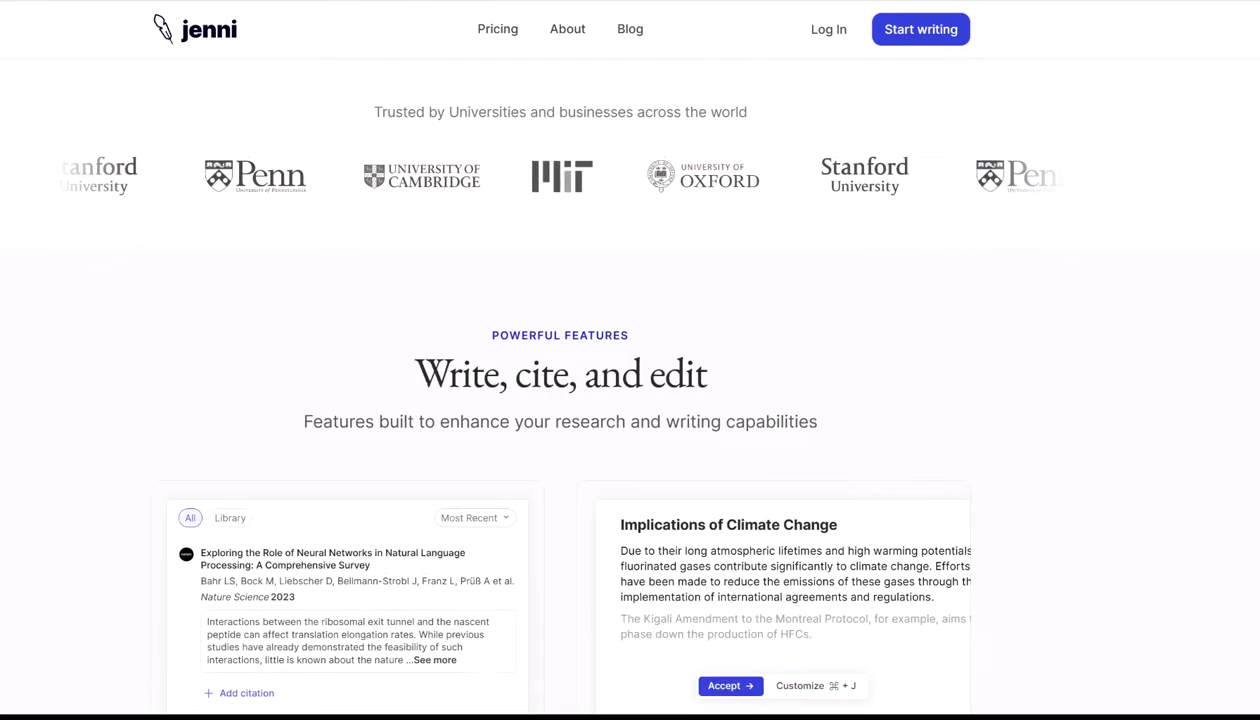 jenni
Pricing
About
Blog
Log In
Start writing
Trusted by Universities and businesses across the world
tanford
University
Penn
UNIVERSITY of PENNSYLVANIA
UNIVERSITY OF
CAMBRIDGE
MIT
UNIVERSITY OF
OXFORD
Stanford
University
Pen
POWERFUL FEATURES
Write, cite, and edit
Features built to enhance your research and writing capabilities
All
Library
Most Recent
Exploring the Role of Neural Networks in Natural Language
Processing: A Comprehensive Survey
Bahr LS, Bock M, Liebscher D, Bellmann-Strobl J, Franz L, Prüß A et al.
Nature Science 2023
Interactions between the ribosomal exit tunnel and the nascent
peptide can affect translation elongation rates. While previous
studies have already demonstrated the feasibility of such
interactions, little is known about the nature ...See more
+ Add citation
Implications of Climate Change
Due to their long atmospheric lifetimes and high warming potentials
fluorinated gases contribute significantly to climate change. Efforts
have been made to reduce the emissions of these gases through th
implementation of international agreements and regulations.
The Kigali Amendment to the Montreal Protocol, for example, aims t
phase down the production of HFCs.
Accept →
Customize ⌘ + J